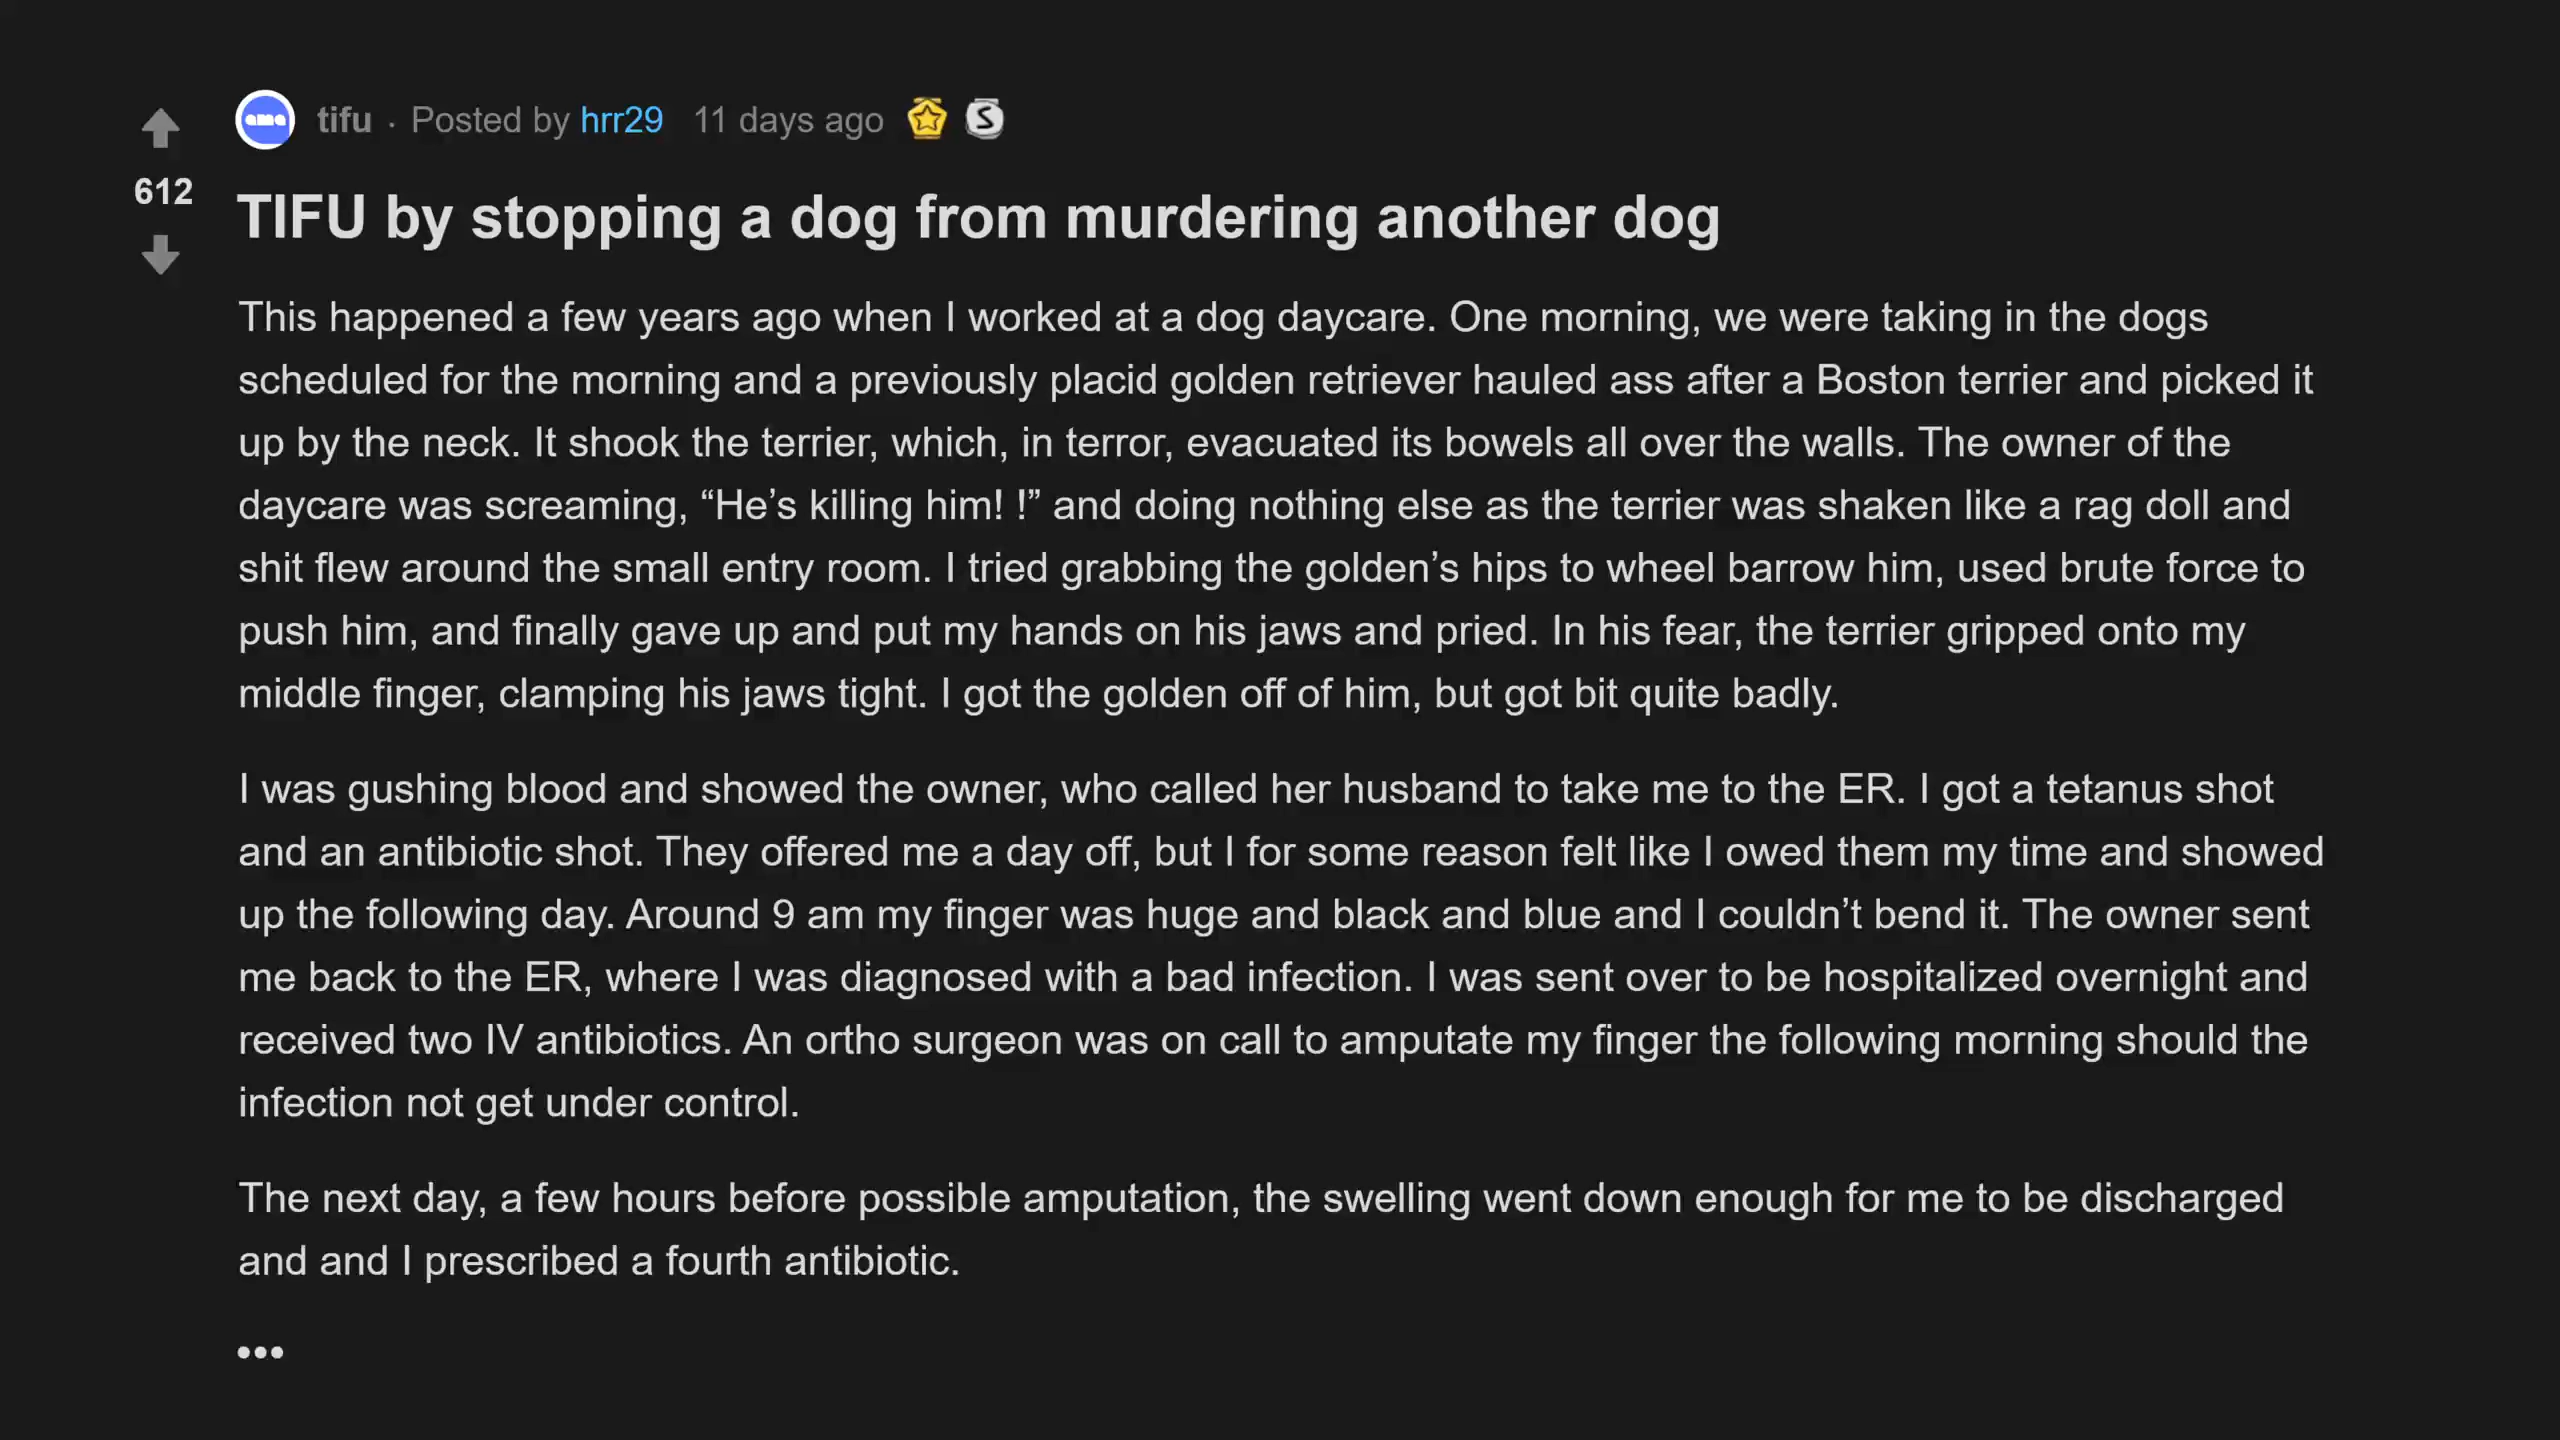 ama tifu · Posted by hrr29 11 days ago S
612
TIFU by stopping a dog from murdering another dog
This happened a few years ago when I worked at a dog daycare. One morning, we were taking in the dogs
scheduled for the morning and a previously placid golden retriever hauled ass after a Boston terrier and picked it
up by the neck. It shook the terrier, which, in terror, evacuated its bowels all over the walls. The owner of the
daycare was screaming, “He’s killing him! !” and doing nothing else as the terrier was shaken like a rag doll and
shit flew around the small entry room. I tried grabbing the golden’s hips to wheel barrow him, used brute force to
push him, and finally gave up and put my hands on his jaws and pried. In his fear, the terrier gripped onto my
middle finger, clamping his jaws tight. I got the golden off of him, but got bit quite badly.
I was gushing blood and showed the owner, who called her husband to take me to the ER. I got a tetanus shot
and an antibiotic shot. They offered me a day off, but I for some reason felt like I owed them my time and showed
up the following day. Around 9 am my finger was huge and black and blue and I couldn’t bend it. The owner sent
me back to the ER, where I was diagnosed with a bad infection. I was sent over to be hospitalized overnight and
received two IV antibiotics. An ortho surgeon was on call to amputate my finger the following morning should the
infection not get under control.
The next day, a few hours before possible amputation, the swelling went down enough for me to be discharged
and and I prescribed a fourth antibiotic.
•••